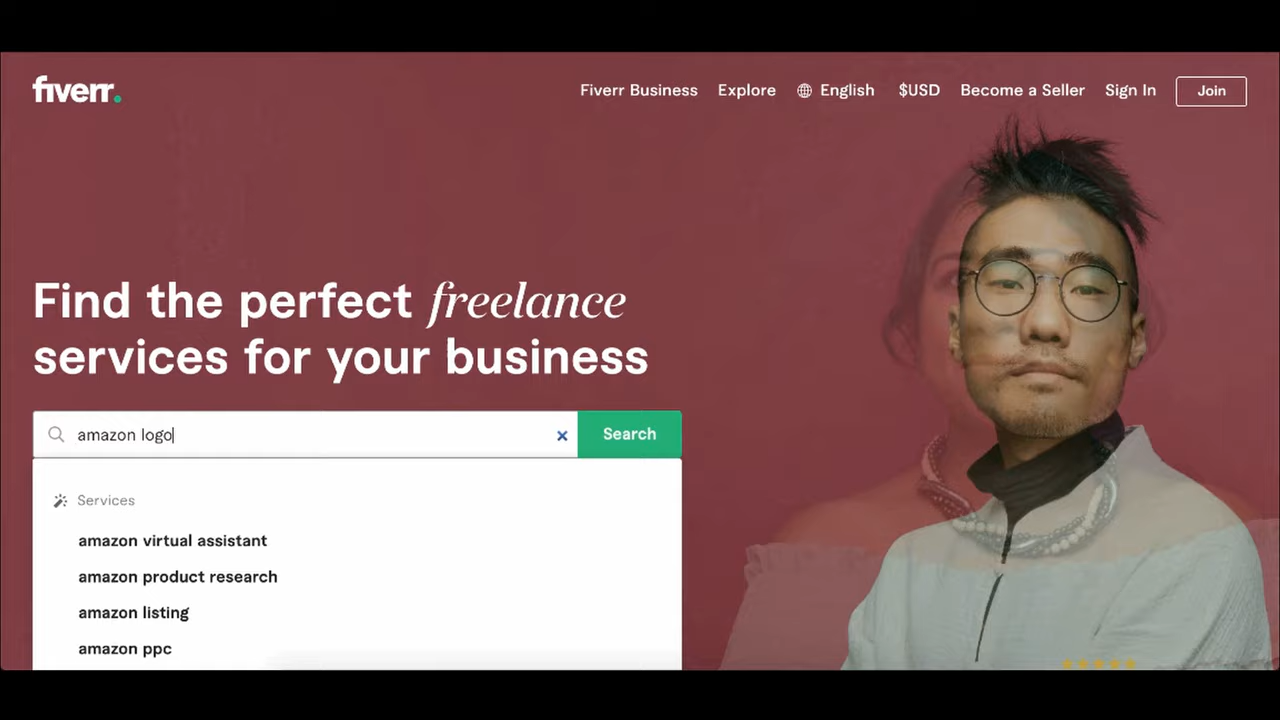 fiverr.
Fiverr Business Explore English $USD Become a Seller Sign In Join
Find the perfect freelance
services for your business
amazon logo
Search
Services
amazon virtual assistant
amazon product research
amazon listing
amazon ppc